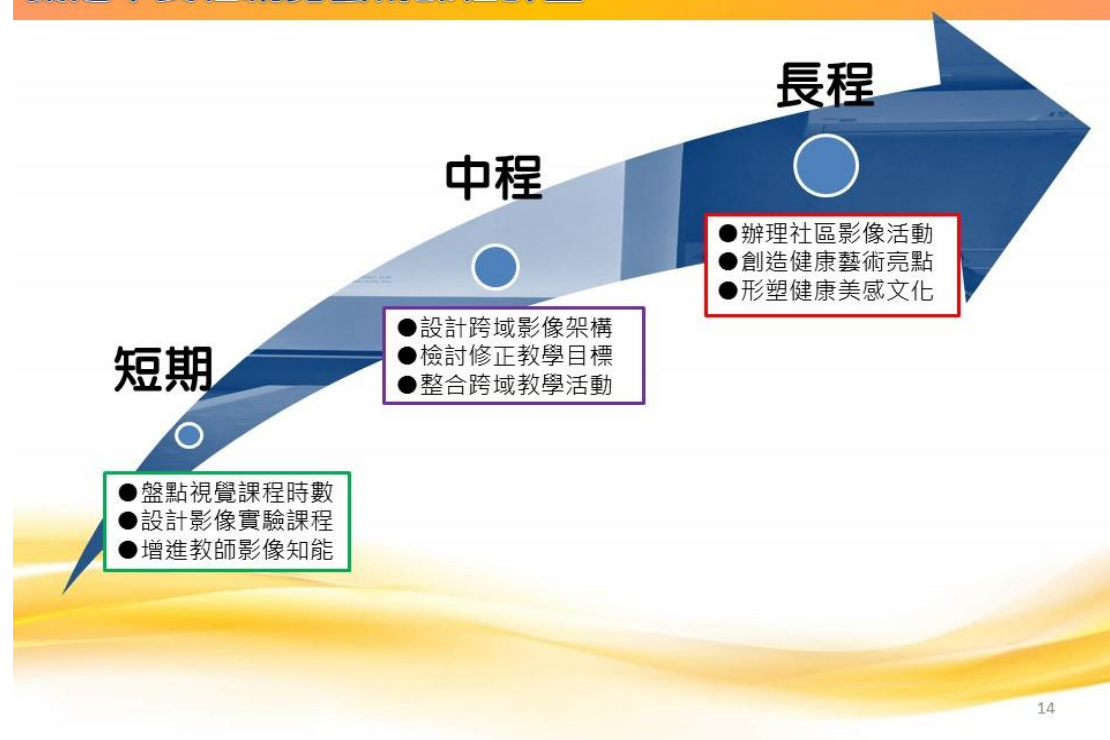 短期
●盤點視覺課程時數
●設計影像實驗課程
●增進教師影像知能
中程
●設計跨域影像架構
●檢討修正教學目標
●整合跨域教學活動
長程
●辦理社區影像活動
●創造健康藝術亮點
●形塑健康美感文化
14